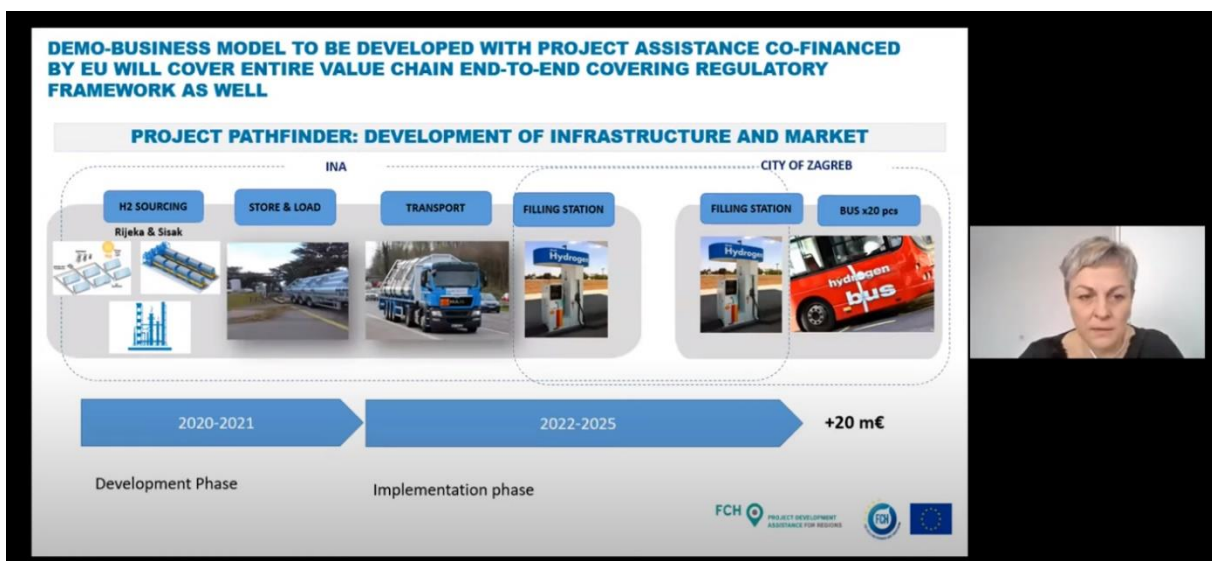 DEMO-BUSINESS MODEL TO BE DEVELOPED WITH PROJECT ASSISTANCE CO-FINANCED
BY EU WILL COVER ENTIRE VALUE CHAIN END-TO-END COVERING REGULATORY
FRAMEWORK AS WELL
PROJECT PATHFINDER: DEVELOPMENT OF INFRASTRUCTURE AND MARKET
INA
CITY OF ZAGREB
H2 SOURCING
STORE & LOAD
TRANSPORT
FILLING STATION
FILLING STATION
BUS x20 pcs
Rijeka & Sisak
Hydrogen
Hydrogen
hydrogen
bus
2020-2021
2022-2025
+20 m€
Development Phase
Implementation phase
FCH
PROJECT DEVELOPMENT
ASSISTANCE FOR REGIONS
FCH